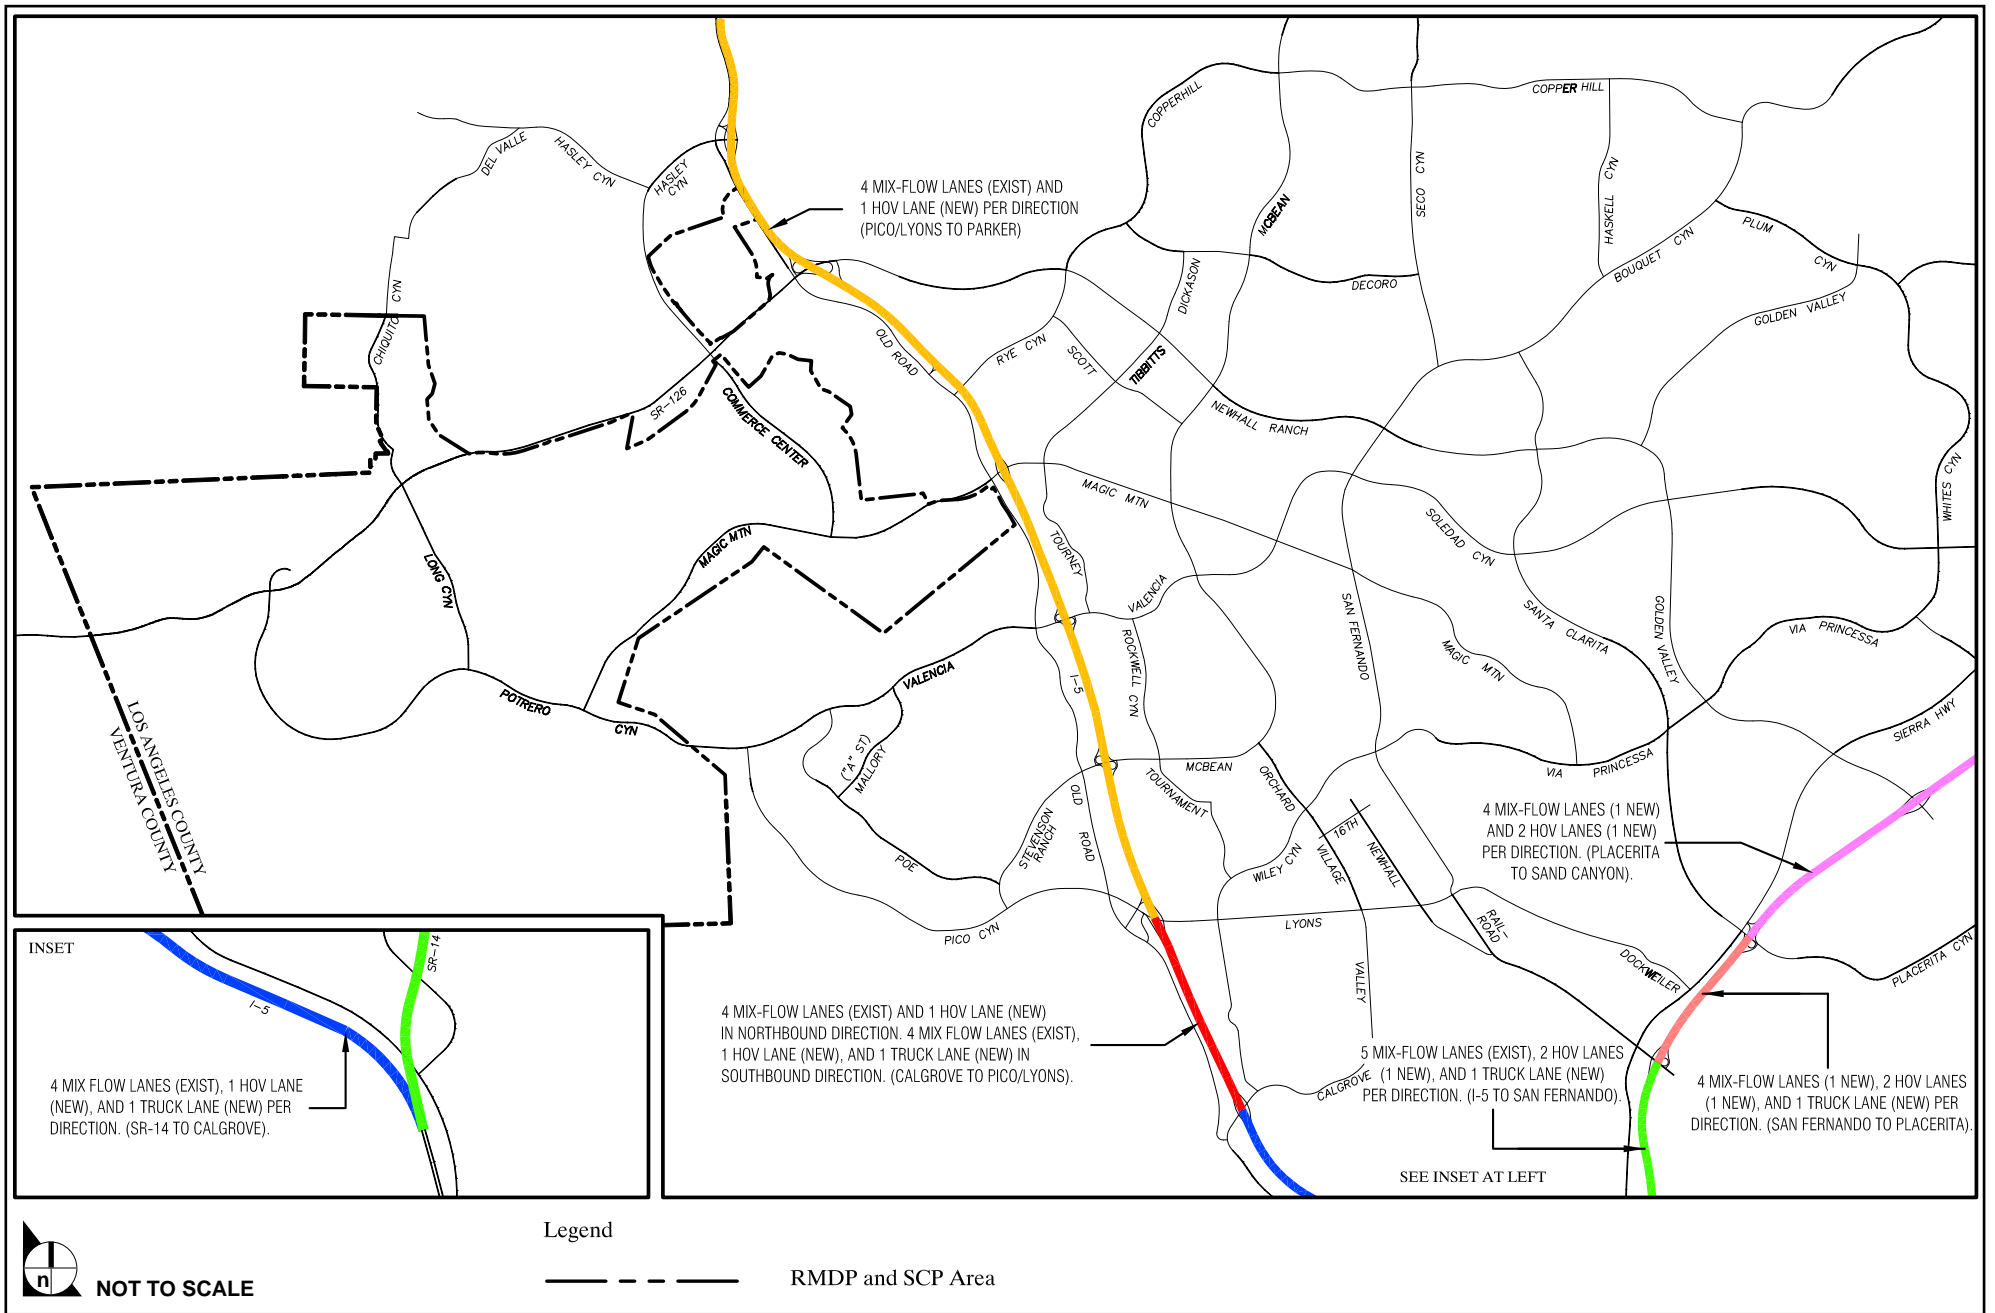 COPPERHILL
COPPER HILL
DEL VALLE
HASLEY CYN
HASLEY
CYN
4 MIX-FLOW LANES (EXIST) AND
1 HOV LANE (NEW) PER DIRECTION
(PICO/LYONS TO PARKER)
MCBEAN
SECO CYN
HASKELL CYN
BOUQUET CYN
PLUM
CYN
DICKASON
DECORO
GOLDEN VALLEY
CHIQUITO CYN
OLD ROAD
RYE CYN
SCOTT
TIBBITTS
SR-126
COMMERCE CENTER
NEWHALL RANCH
MAGIC MTN
WHITES CYN
SOLEDAD CYN
MAGIC MTN
TOURNEY
LONG CYN
VALENCIA
SAN FERNANDO
SANTA CLARITA
GOLDEN VALLEY
VIA PRINCESSA
ROCKWELL CYN
MAGIC MTN
VALENCIA
I-5
POTRERO
CYN
LOS ANGELES COUNTY
VENTURA COUNTY
SIERRA HWY
("A" ST)
MALLORY
MCBEAN
VIA PRINCESSA
TOURNAMENT
ORCHARD
OLD
ROAD
STEVENSON
RANCH
POE
16TH
VILLAGE
NEWHALL
WILEY CYN
4 MIX-FLOW LANES (1 NEW)
AND 2 HOV LANES (1 NEW)
PER DIRECTION. (PLACERITA
TO SAND CANYON).
PICO CYN
LYONS
RAIL-
ROAD
DOCKWEILER
PLACERITA CYN
VALLEY
INSET
SR-14
I-5
4 MIX FLOW LANES (EXIST), 1 HOV LANE
(NEW), AND 1 TRUCK LANE (NEW) PER
DIRECTION. (SR-14 TO CALGROVE).
4 MIX-FLOW LANES (EXIST) AND 1 HOV LANE (NEW)
IN NORTHBOUND DIRECTION. 4 MIX FLOW LANES (EXIST),
1 HOV LANE (NEW), AND 1 TRUCK LANE (NEW) IN
SOUTHBOUND DIRECTION. (CALGROVE TO PICO/LYONS).
CALGROVE
5 MIX-FLOW LANES (EXIST), 2 HOV LANES
(1 NEW), AND 1 TRUCK LANE (NEW)
PER DIRECTION. (I-5 TO SAN FERNANDO).
4 MIX-FLOW LANES (1 NEW), 2 HOV LANES
(1 NEW), AND 1 TRUCK LANE (NEW) PER
DIRECTION. (SAN FERNANDO TO PLACERITA).
SEE INSET AT LEFT
n
NOT TO SCALE
Legend
RMDP and SCP Area